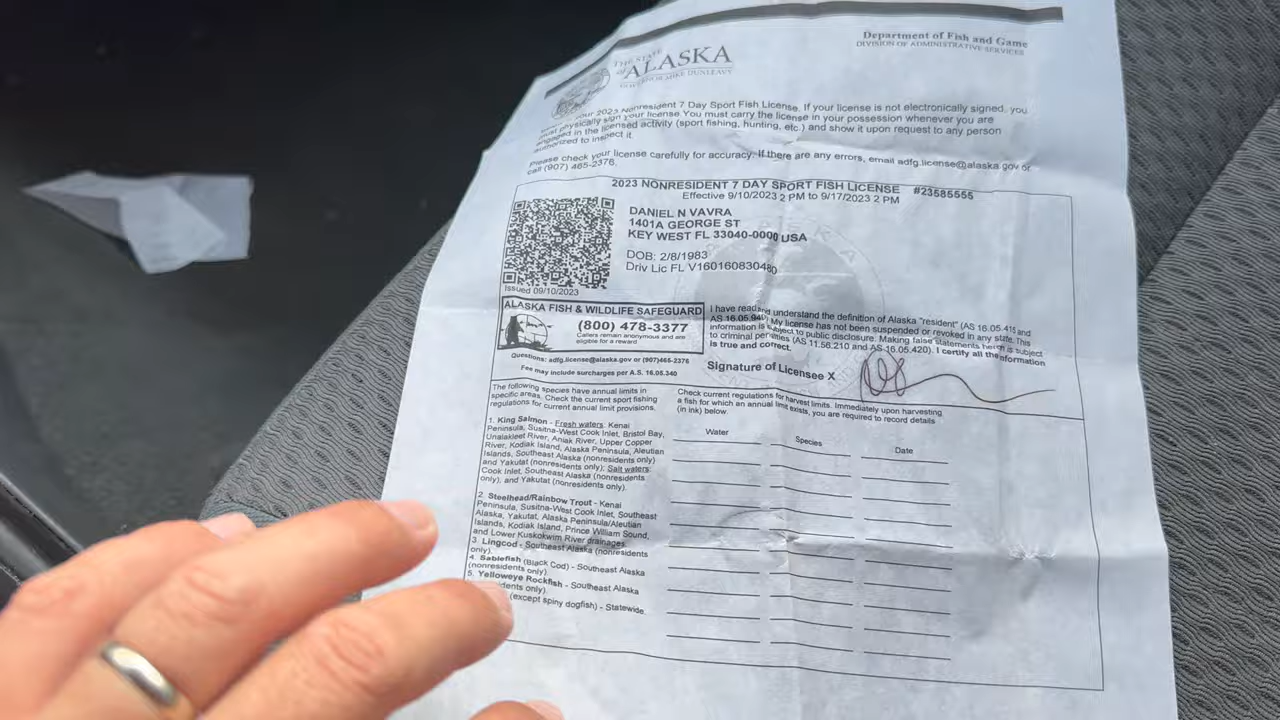 THE STATE
OF ALASKA
GOVERNOR MIKE DUNLEAVY
Department of Fish and Game
DIVISION OF ADMINISTRATIVE SERVICES
your 2023 Nonresident 7 Day Sport Fish License. If your license is not electronically signed, you
must physically sign your license. You must carry the license in your possession whenever you are
engaged in the licensed activity (sport fishing, hunting, etc.) and show it upon request to any person
authorized to inspect it.
Please check your license carefully for accuracy. If there are any errors, email adfg.license@alaska.gov or
call (907) 465-2376.
2023 NONRESIDENT 7 DAY SPORT FISH LICENSE #23585555
Effective 9/10/2023 2 PM to 9/17/2023 2 PM
DANIEL N VAVRA
1401A GEORGE ST
KEY WEST FL 33040-0000 USA
DOB: 2/8/1983
Driv Lic FL V160160830480
Issued 09/10/2023
ALASKA FISH & WILDLIFE SAFEGUARD
(800) 478-3377
Callers remain anonymous and are
eligible for a reward
Questions: adfg.license@alaska.gov or (907)465-2376
Fee may include surcharges per A.S. 16.05.340
I have read and understand the definition of Alaska "resident" (AS 16.05.415 and
AS 16.05.940). My license has not been suspended or revoked in any state. This
information is subject to public disclosure. Making false statements herein is subject
to criminal penalties (AS 11.56.210 and AS 16.05.420). I certify all the information
is true and correct.
Signature of Licensee X
The following species have annual limits in
specific areas. Check the current sport fishing
regulations for current annual limit provisions.
Check current regulations for harvest limits. Immediately upon harvesting
a fish for which an annual limit exists, you are required to record details
(in ink) below.
Water Species Date
1. King Salmon - Fresh waters: Kenai
Peninsula, Susitna-West Cook Inlet, Bristol Bay,
Unalakleet River, Aniak River, Upper Copper
River, Kodiak Island, Alaska Peninsula, Aleutian
Islands, Southeast Alaska (nonresidents only)
and Yakutat (nonresidents only); Salt waters:
Cook Inlet, Southeast Alaska (nonresidents
only); and Yakutat (nonresidents only).
2. Steelhead/Rainbow Trout - Kenai
Peninsula, Susitna-West Cook Inlet, Southeast
Alaska, Yakutat, Alaska Peninsula/Aleutian
Islands, Kodiak Island, Prince William Sound,
and Lower Kuskokwim River drainages.
3. Lingcod - Southeast Alaska (nonresidents
only).
4. Sablefish (Black Cod) - Southeast Alaska
(nonresidents only).
5. Yelloweye Rockfish - Southeast Alaska
idents only).
(except spiny dogfish) - Statewide.